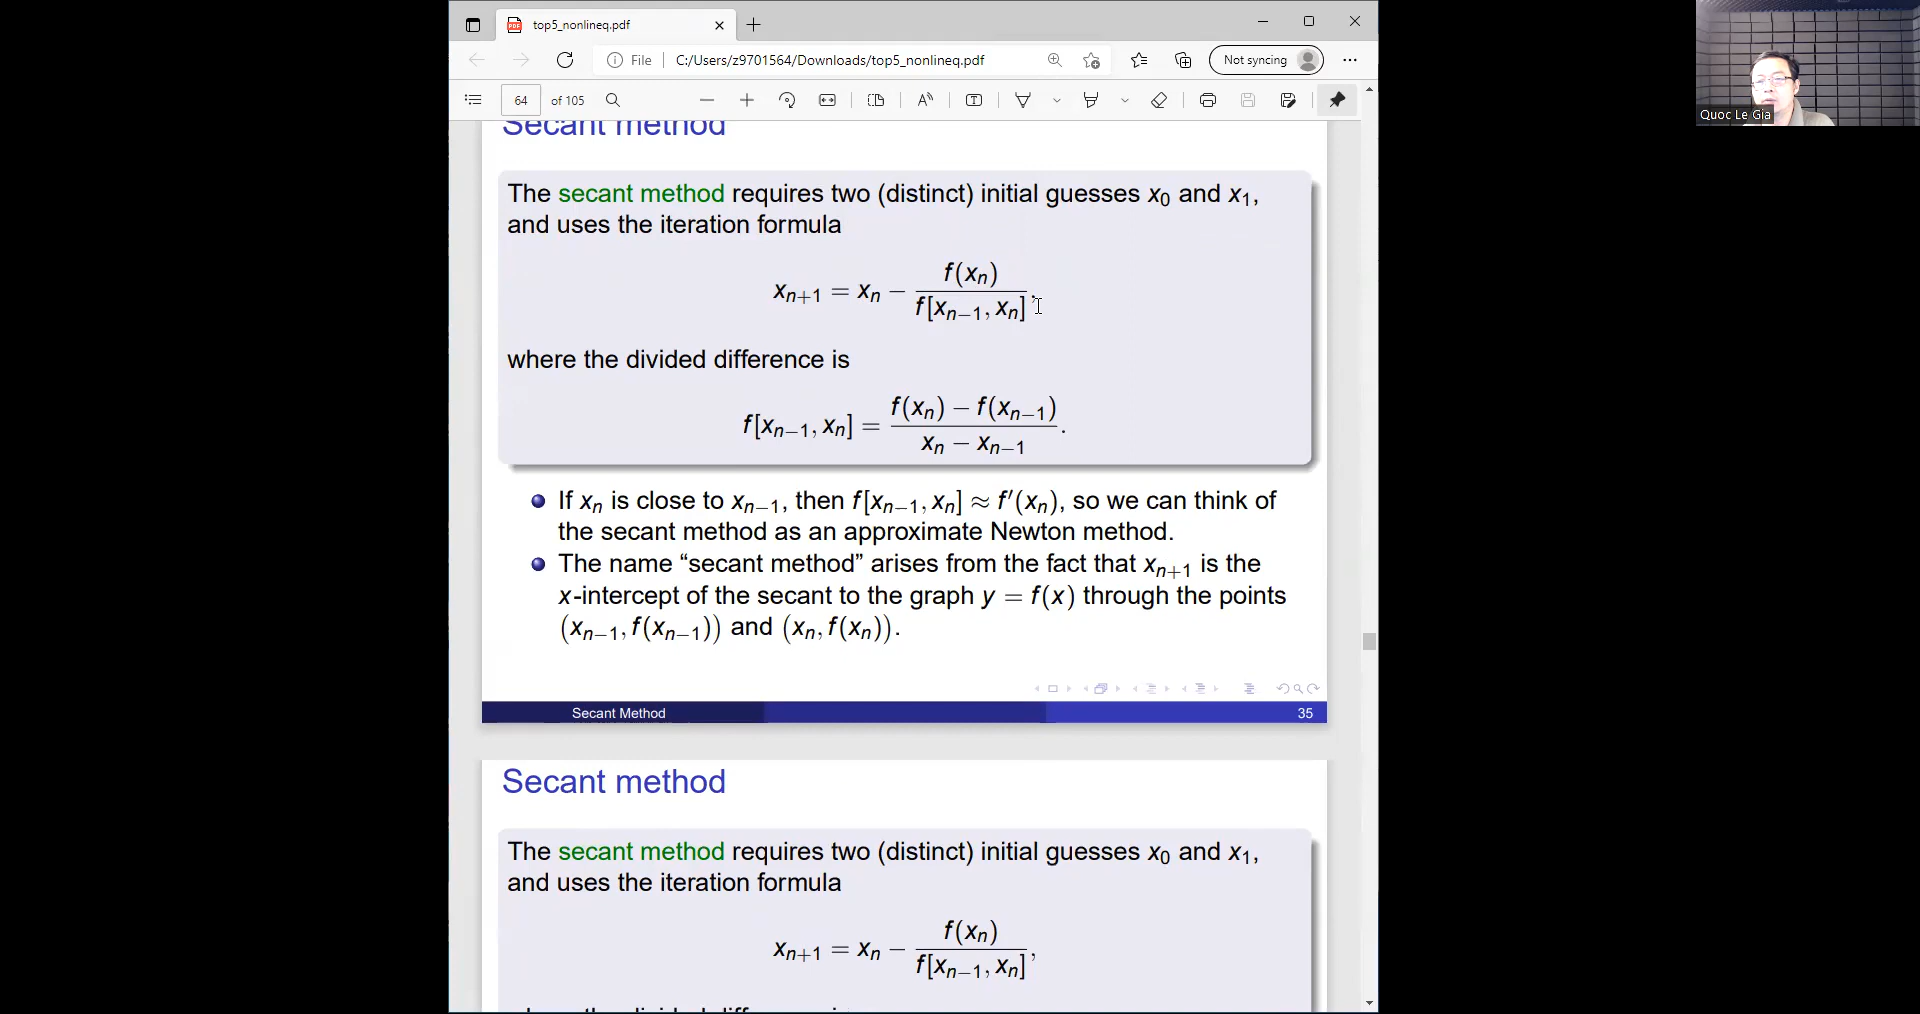 top5_nonlineq.pdf
File C:/Users/z9701564/Downloads/top5_nonlineq.pdf Not syncing
64 of 105
Quoc Le Gia
Secant method
The secant method requires two (distinct) initial guesses x0 and x1,
and uses the iteration formula
xn+1 = xn − f(xn) / f[xn−1, xn].
where the divided difference is
f[xn−1, xn] = (f(xn) − f(xn−1)) / (xn − xn−1).
If xn is close to xn−1, then f[xn−1, xn] ≈ f′(xn), so we can think of
the secant method as an approximate Newton method.
The name “secant method” arises from the fact that xn+1 is the
x-intercept of the secant to the graph y = f(x) through the points
(xn−1, f(xn−1)) and (xn, f(xn)).
Secant Method 35
Secant method
The secant method requires two (distinct) initial guesses x0 and x1,
and uses the iteration formula
xn+1 = xn − f(xn) / f[xn−1, xn],